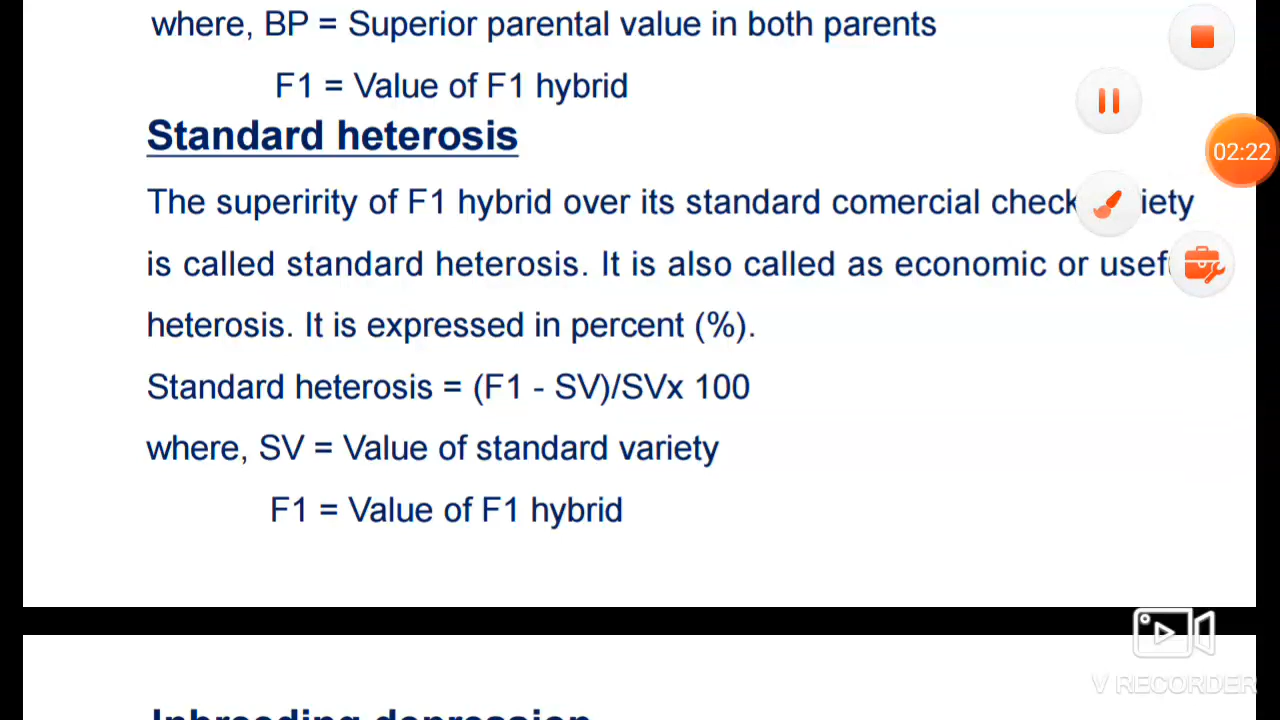 where, BP = Superior parental value in both parents
F1 = Value of F1 hybrid
Standard heterosis
02:22
The superirity of F1 hybrid over its standard comercial check iety
is called standard heterosis. It is also called as economic or usef
heterosis. It is expressed in percent (%).
Standard heterosis = (F1 - SV)/SVx 100
where, SV = Value of standard variety
F1 = Value of F1 hybrid
V RECORDER
Inbreeding depression